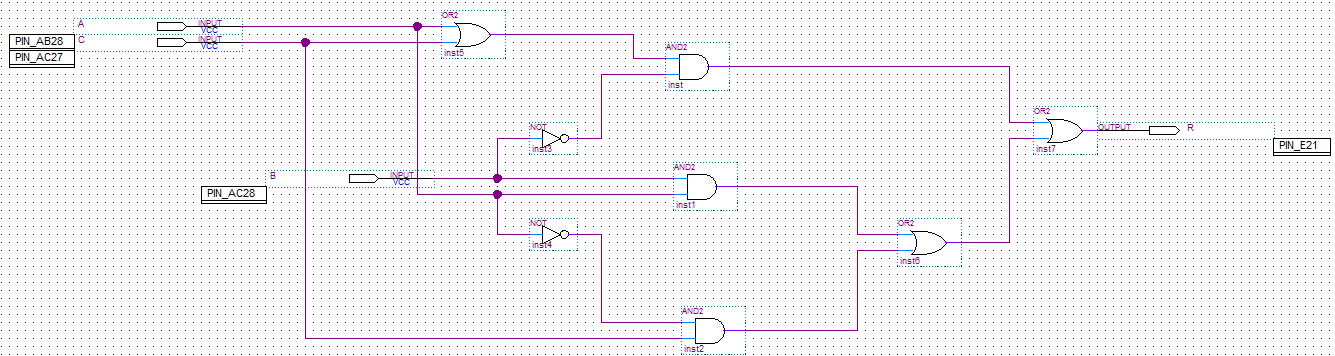 OR2
A INPUT
VCC
PIN_AB28 C INPUT
VCC
AND2
inst5
PIN_AC27
inst
OR2
NOT
OUTPUT R
inst3
inst7
PIN_E21
AND2
B INPUT
VCC
PIN_AC28
inst1
NOT
OR2
inst4
inst6
AND2
inst2